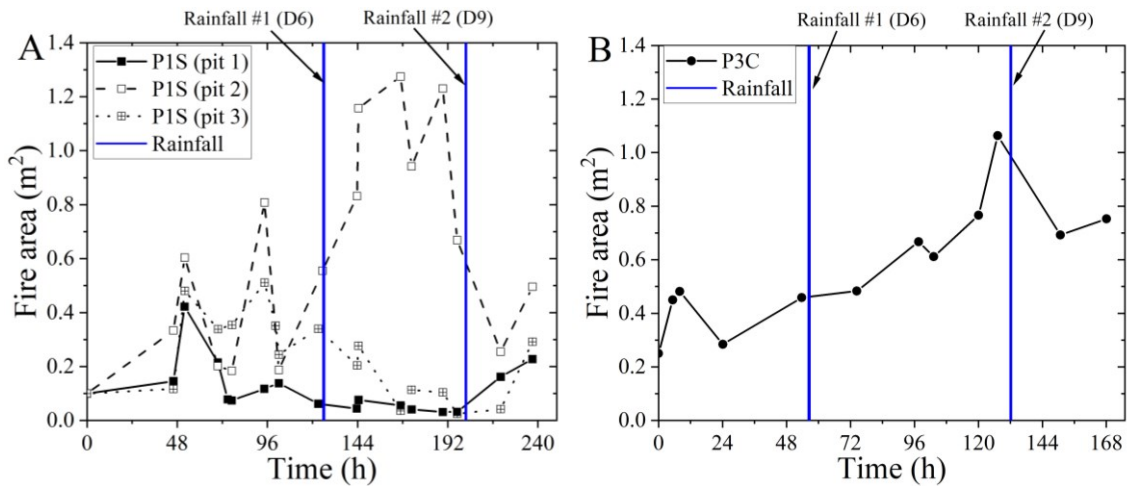 Rainfall #1 (D6)
Rainfall #2 (D9)
A
1.4
1.2
1.0
0.8
0.6
0.4
0.2
0.0
Fire area (m²)
P1S (pit 1)
P1S (pit 2)
P1S (pit 3)
Rainfall
0
48
96
144
192
240
Time (h)
Rainfall #1 (D6)
Rainfall #2 (D9)
B
1.4
1.2
1.0
0.8
0.6
0.4
0.2
0.0
Fire area (m²)
P3C
Rainfall
0
24
48
72
96
120
144
168
Time (h)